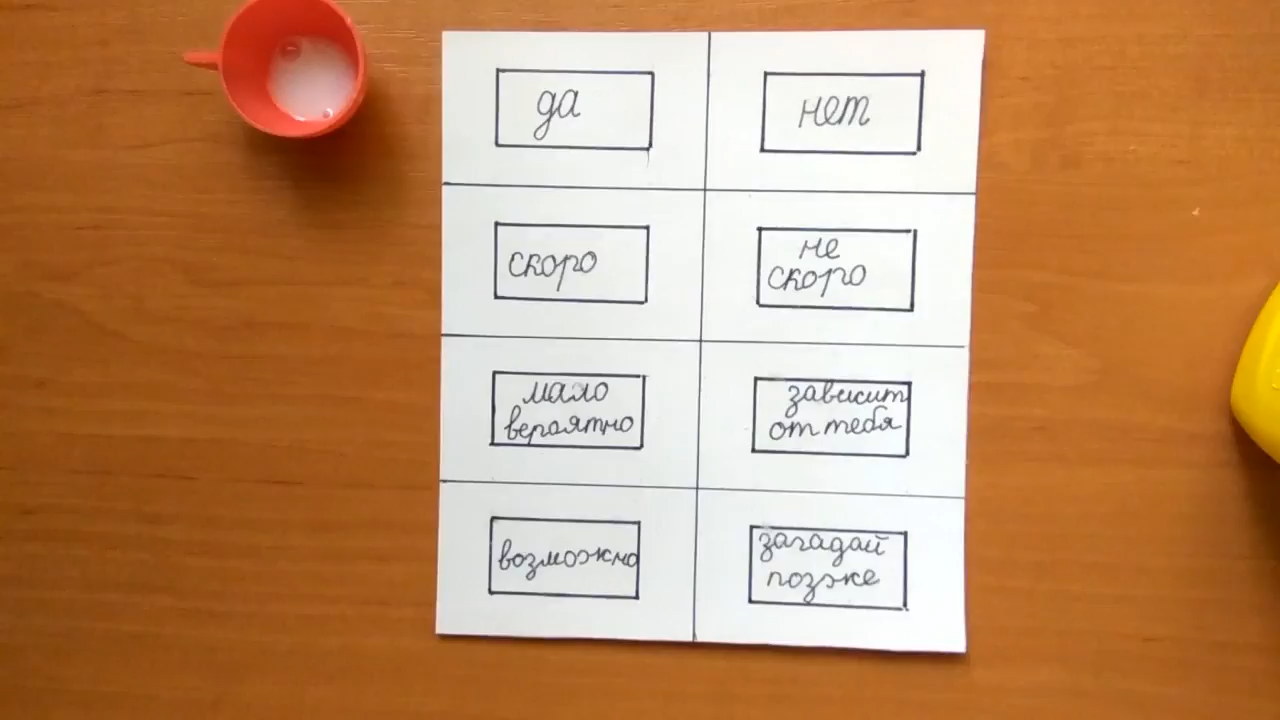 да
нет
скоро
не
скоро
мало
вероятно
зависит
от тебя
возможно
загадай
позже